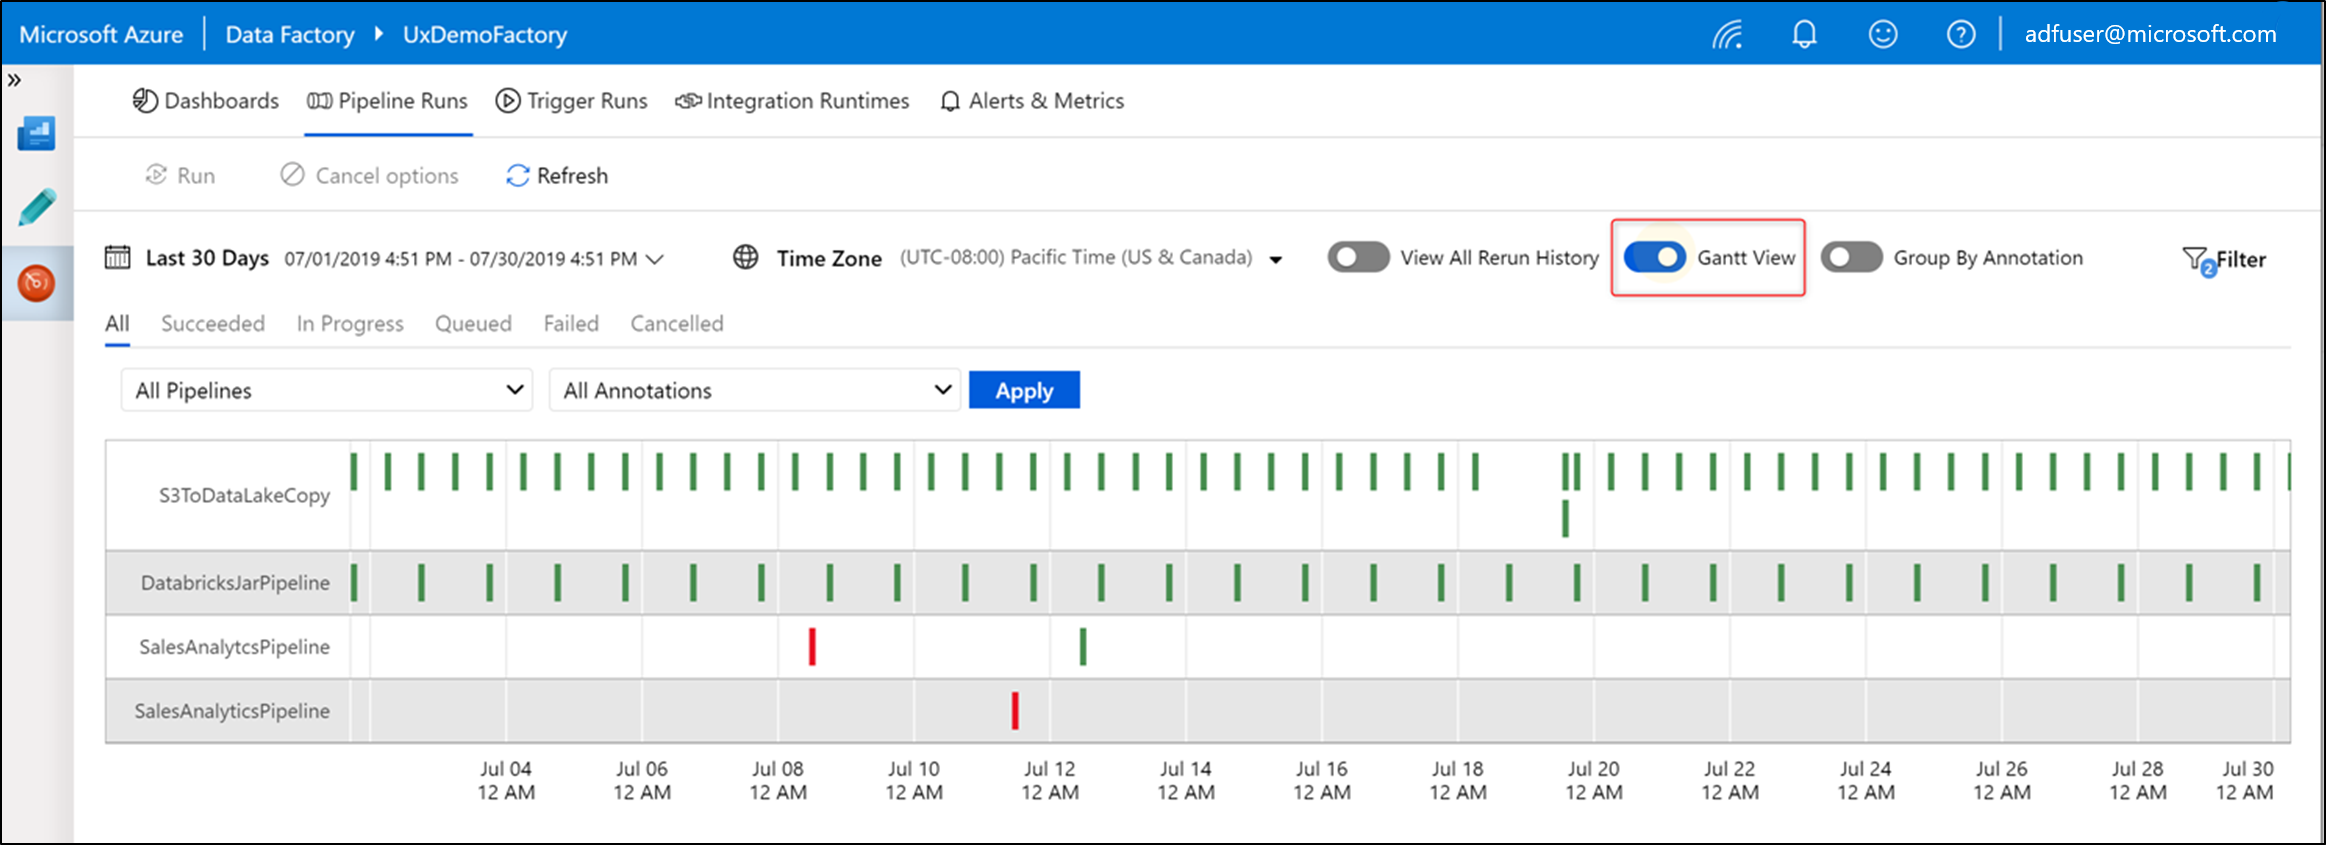 Microsoft Azure Data Factory UxDemoFactory adfuser@microsoft.com
Dashboards Pipeline Runs Trigger Runs Integration Runtimes Alerts & Metrics
Run Cancel options Refresh
Last 30 Days 07/01/2019 4:51 PM - 07/30/2019 4:51 PM Time Zone (UTC-08:00) Pacific Time (US & Canada) View All Rerun History Gantt View Group By Annotation 2 Filter
All Succeeded In Progress Queued Failed Cancelled
All Pipelines All Annotations Apply
S3ToDataLakeCopy
DatabricksJarPipeline
SalesAnalytcsPipeline
SalesAnalyticsPipeline
Jul 04 Jul 06 Jul 08 Jul 10 Jul 12 Jul 14 Jul 16 Jul 18 Jul 20 Jul 22 Jul 24 Jul 26 Jul 28 Jul 30
12 AM 12 AM 12 AM 12 AM 12 AM 12 AM 12 AM 12 AM 12 AM 12 AM 12 AM 12 AM 12 AM 12 AM